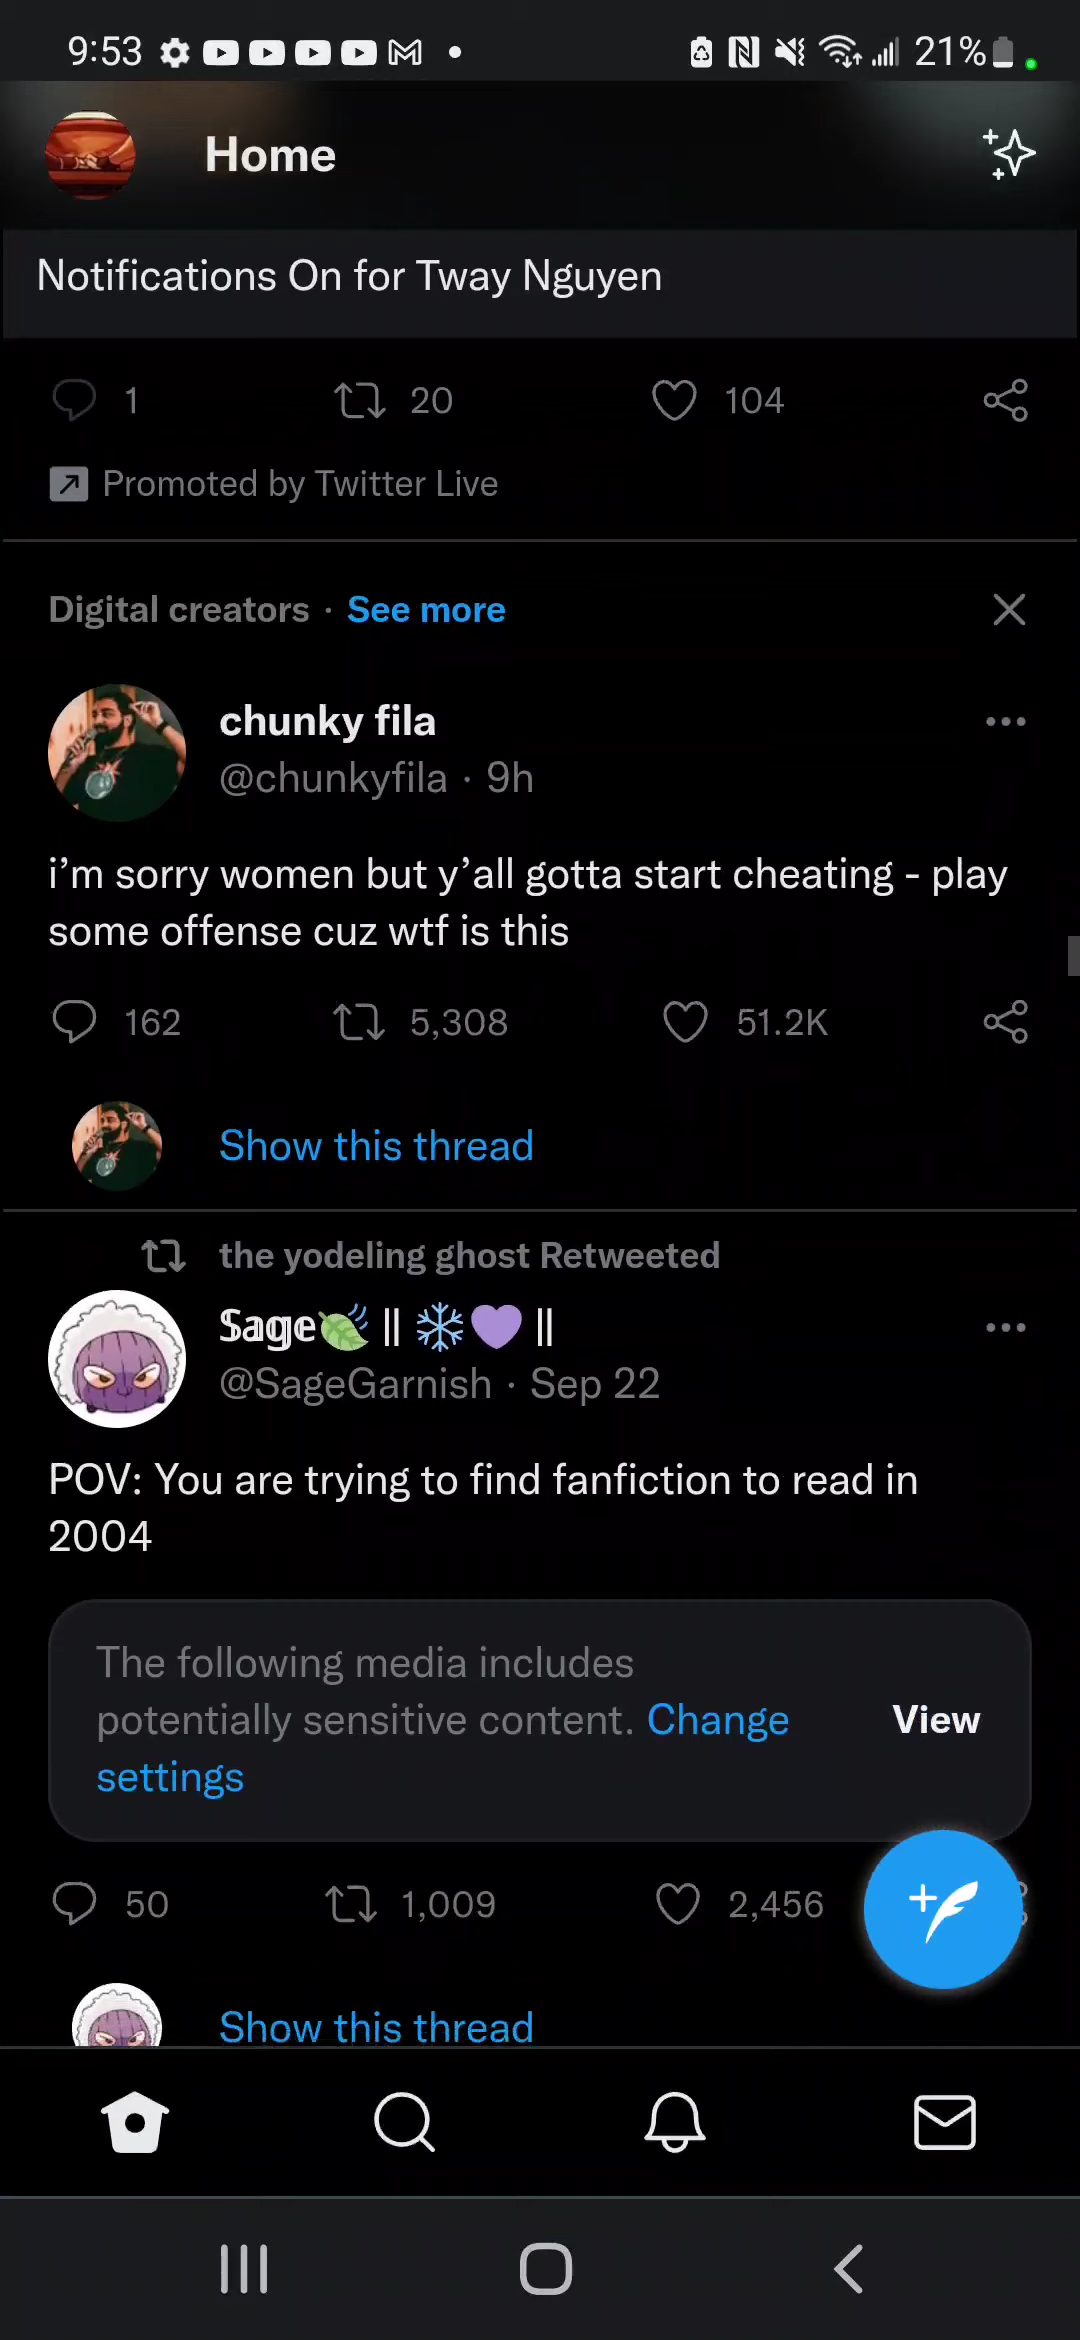 9:53
21%
Home
Notifications On for Tway Nguyen
1 20 104
Promoted by Twitter Live
Digital creators · See more
chunky fila
@chunkyfila · 9h
i’m sorry women but y’all gotta start cheating - play
some offense cuz wtf is this
162 5,308 51.2K
Show this thread
the yodeling ghost Retweeted
Sage🍃 || ❄️💜 ||
@SageGarnish · Sep 22
POV: You are trying to find fanfiction to read in
2004
The following media includes
potentially sensitive content. Change View
settings
50 1,009 2,456
Show this thread